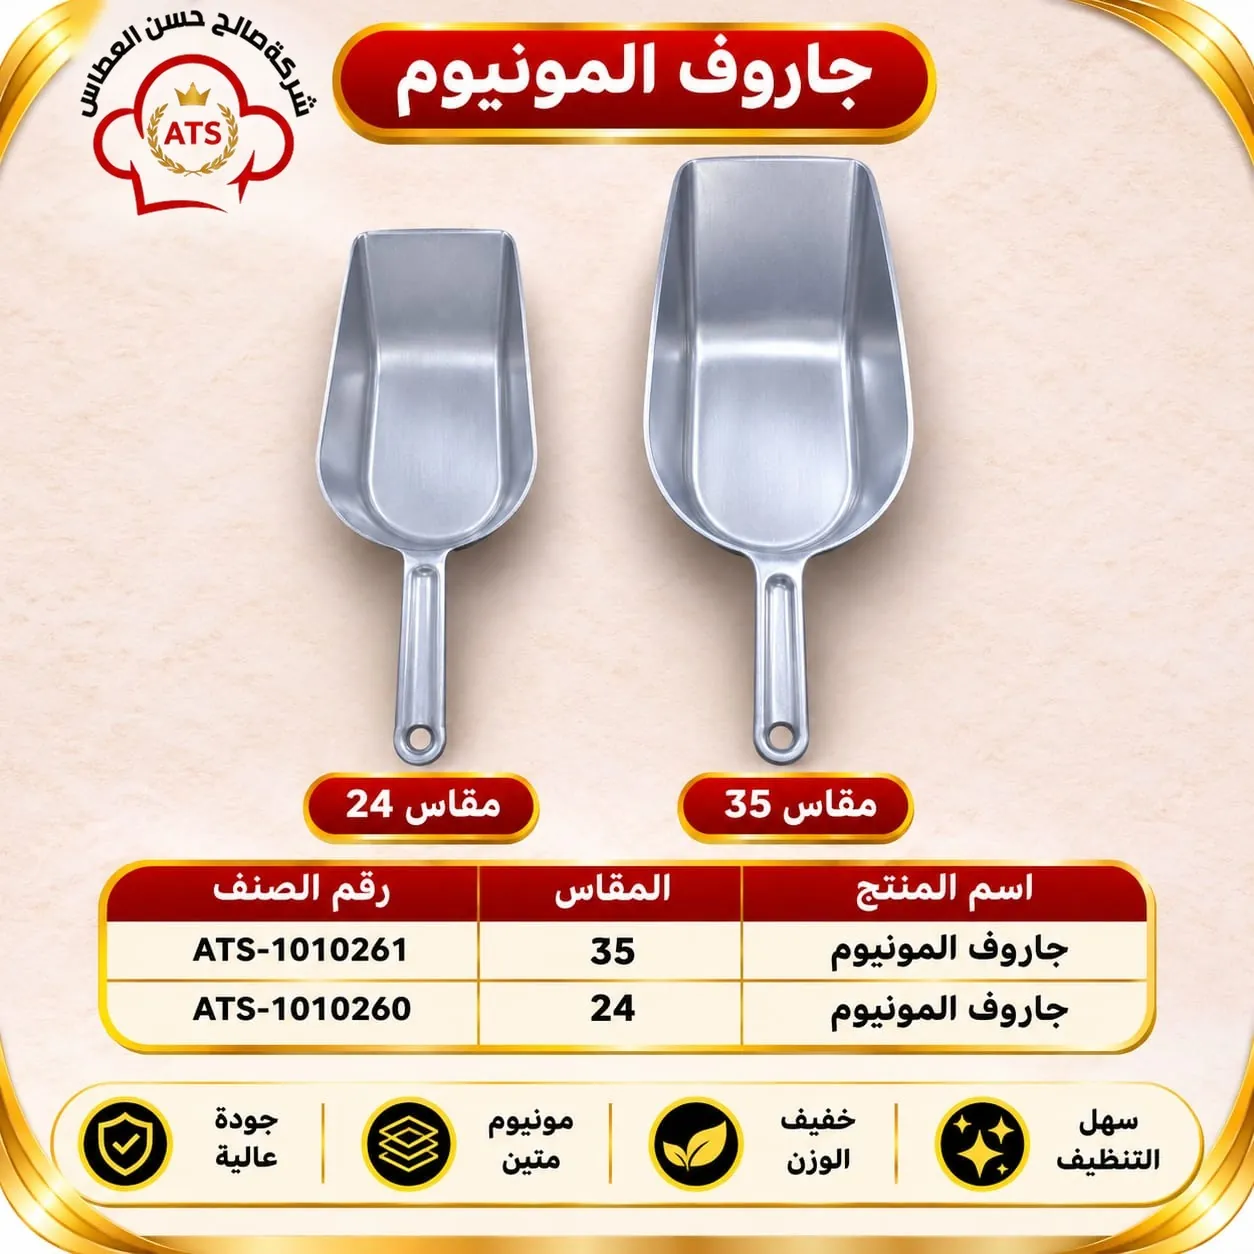 شركة صالح حسن العطاس
ATS
جاروف المونيوم
مقاس 35
مقاس 24
اسم المنتج المقاس رقم الصنف
جاروف المونيوم 35 ATS-1010261
جاروف المونيوم 24 ATS-1010260
سهل
التنظيف
خفيف
الوزن
مونيوم
متين
جودة
عالية